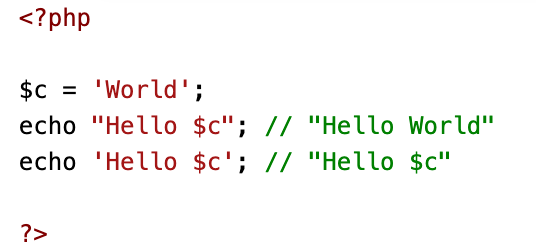 <?php
$c = 'World';
echo "Hello $c"; // "Hello World"
echo 'Hello $c'; // "Hello $c"
?>